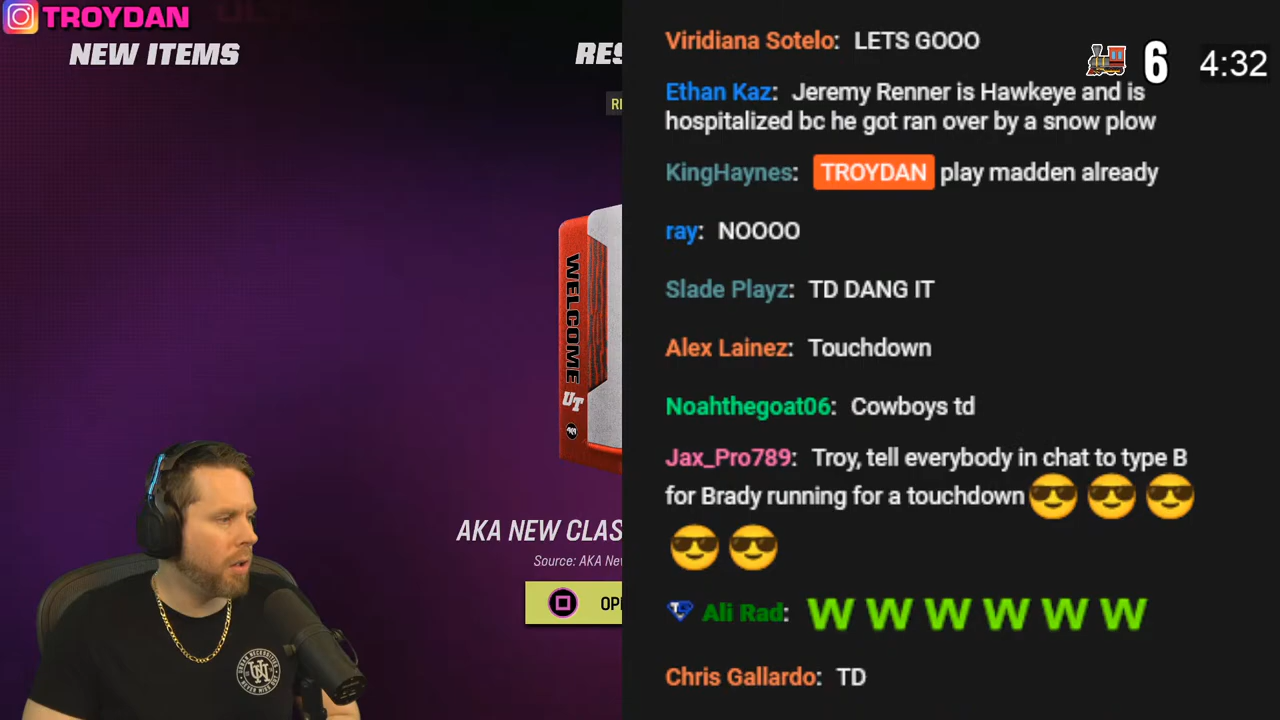 TROYDAN
NEW ITEMS
RES
RE
WELCOME
UT
AKA NEW CLAS
Source: AKA Nev
OPE
Viridiana Sotelo: LETS GOOO
6 4:32
Ethan Kaz: Jeremy Renner is Hawkeye and is
hospitalized bc he got ran over by a snow plow
KingHaynes: TROYDAN play madden already
ray: NOOOO
Slade Playz: TD DANG IT
Alex Lainez: Touchdown
Noahthegoat06: Cowboys td
Jax_Pro789: Troy, tell everybody in chat to type B
for Brady running for a touchdown 😎 😎 😎
😎 😎
Ali Rad: W W W W W W
Chris Gallardo: TD